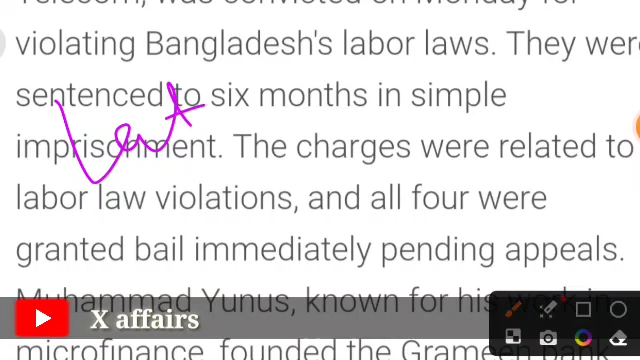 Telecom, was convicted on Monday for
violating Bangladesh's labor laws. They were
sentenced to six months in simple
imprisonment. The charges were related to
labor law violations, and all four were
granted bail immediately pending appeals.
Muhammad Yunus, known for his work in
X affairs
microfinance, founded the Grameen Bank